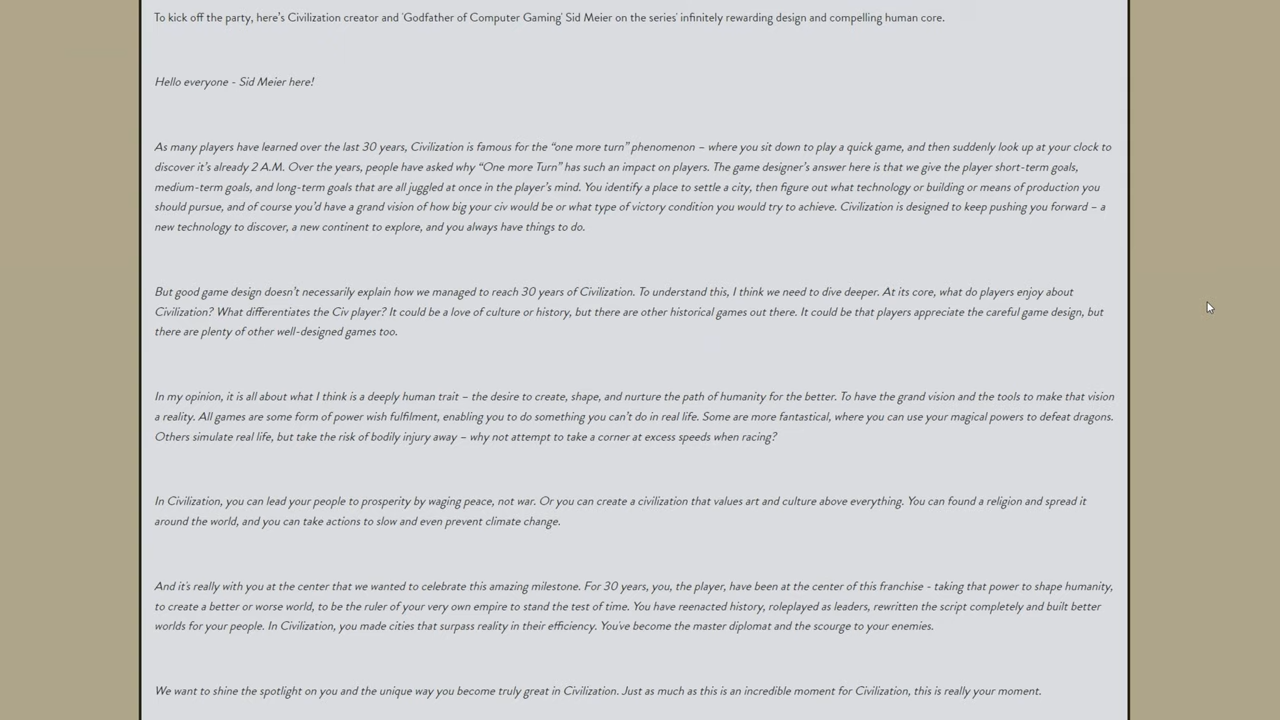 To kick off the party, here's Civilization creator and 'Godfather of Computer Gaming' Sid Meier on the series' infinitely rewarding design and compelling human core.
Hello everyone - Sid Meier here!
As many players have learned over the last 30 years, Civilization is famous for the “one more turn” phenomenon – where you sit down to play a quick game, and then suddenly look up at your clock to
discover it's already 2 A.M. Over the years, people have asked why “One more Turn” has such an impact on players. The game designer's answer here is that we give the player short-term goals,
medium-term goals, and long-term goals that are all juggled at once in the player's mind. You identify a place to settle a city, then figure out what technology or building or means of production you
should pursue, and of course you'd have a grand vision of how big your civ would be or what type of victory condition you would try to achieve. Civilization is designed to keep pushing you forward – a
new technology to discover, a new continent to explore, and you always have things to do.
But good game design doesn't necessarily explain how we managed to reach 30 years of Civilization. To understand this, I think we need to dive deeper. At its core, what do players enjoy about
Civilization? What differentiates the Civ player? It could be a love of culture or history, but there are other historical games out there. It could be that players appreciate the careful game design, but
there are plenty of other well-designed games too.
In my opinion, it is all about what I think is a deeply human trait – the desire to create, shape, and nurture the path of humanity for the better. To have the grand vision and the tools to make that vision
a reality. All games are some form of power wish fulfilment, enabling you to do something you can't do in real life. Some are more fantastical, where you can use your magical powers to defeat dragons.
Others simulate real life, but take the risk of bodily injury away – why not attempt to take a corner at excess speeds when racing?
In Civilization, you can lead your people to prosperity by waging peace, not war. Or you can create a civilization that values art and culture above everything. You can found a religion and spread it
around the world, and you can take actions to slow and even prevent climate change.
And it's really with you at the center that we wanted to celebrate this amazing milestone. For 30 years, you, the player, have been at the center of this franchise - taking that power to shape humanity,
to create a better or worse world, to be the ruler of your very own empire to stand the test of time. You have reenacted history, roleplayed as leaders, rewritten the script completely and built better
worlds for your people. In Civilization, you made cities that surpass reality in their efficiency. You've become the master diplomat and the scourge to your enemies.
We want to shine the spotlight on you and the unique way you become truly great in Civilization. Just as much as this is an incredible moment for Civilization, this is really your moment.